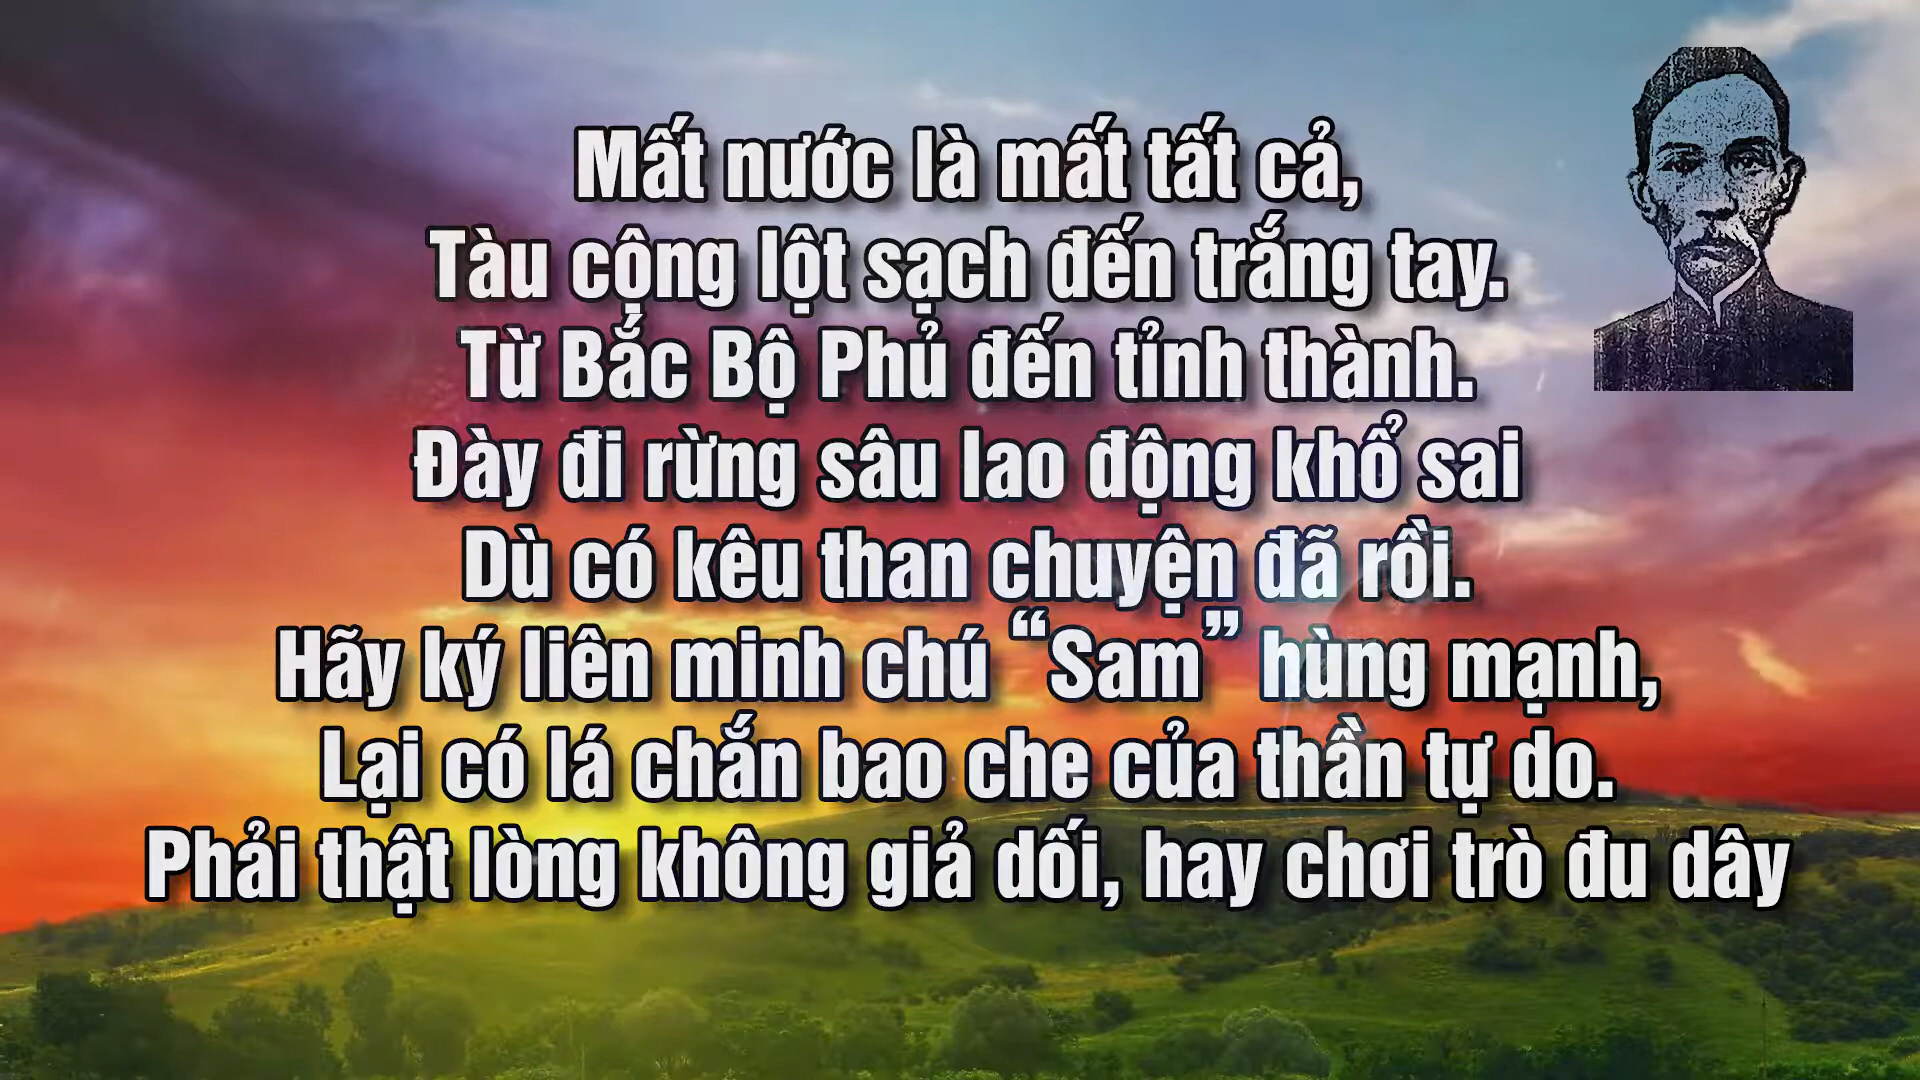 Mất nước là mất tất cả,
Tàu cộng lột sạch đến trắng tay.
Từ Bắc Bộ Phủ đến tỉnh thành.
Đày đi rừng sâu lao động khổ sai
Dù có kêu than chuyện đã rồi.
Hãy ký liên minh chú “Sam” hùng mạnh,
Lại có lá chắn bao che của thần tự do.
Phải thật lòng không giả dối, hay chơi trò đu dây